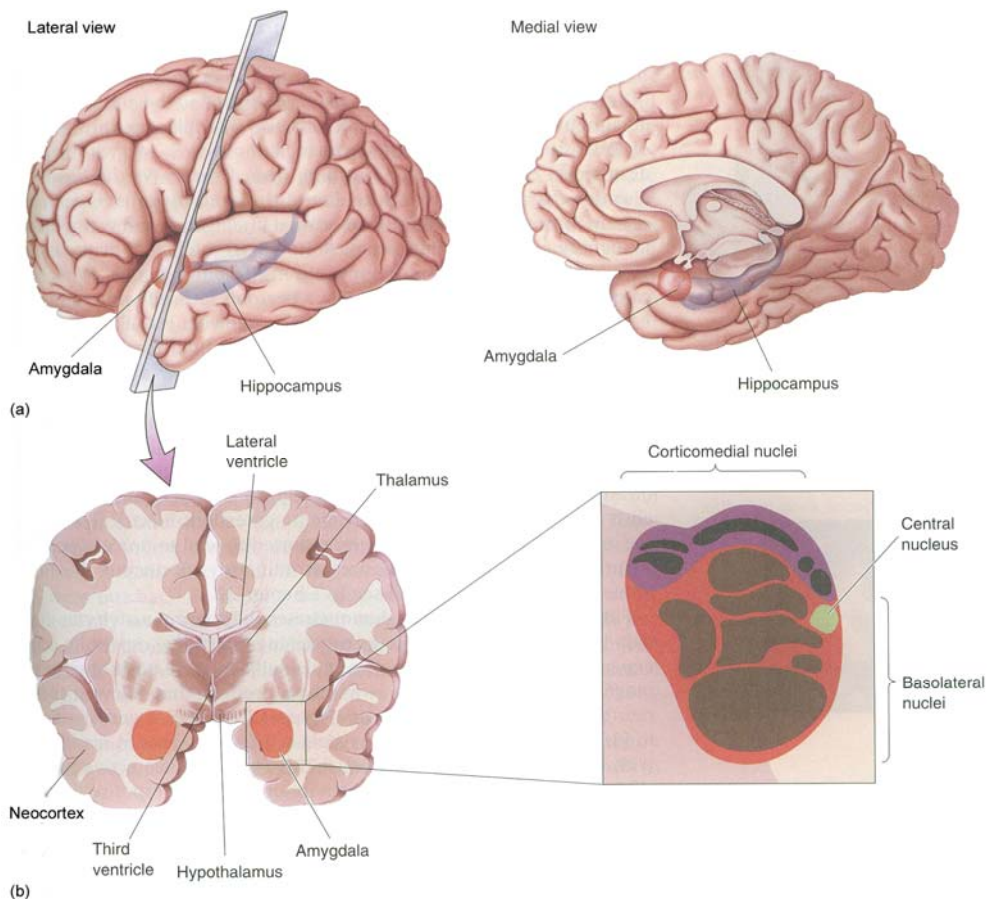 Lateral view
Medial view
Amygdala
Hippocampus
Amygdala
Hippocampus
(a)
Lateral
ventricle
Thalamus
Corticomedial nuclei
Central
nucleus
Basolateral
nuclei
Neocortex
Third
ventricle
Hypothalamus
Amygdala
(b)